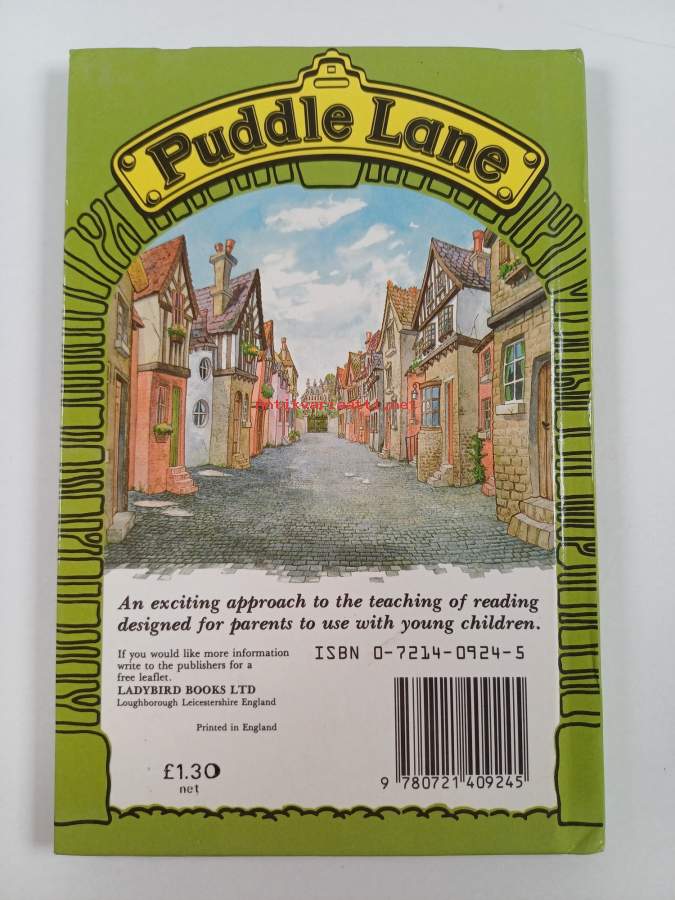 Puddle Lane
antikvariaatti.net
An exciting approach to the teaching of reading
designed for parents to use with young children.
If you would like more information
write to the publishers for a
free leaflet.
LADYBIRD BOOKS LTD
Loughborough Leicestershire England
Printed in England
ISBN 0-7214-0924-5
£1.30
net
9 780721 409245